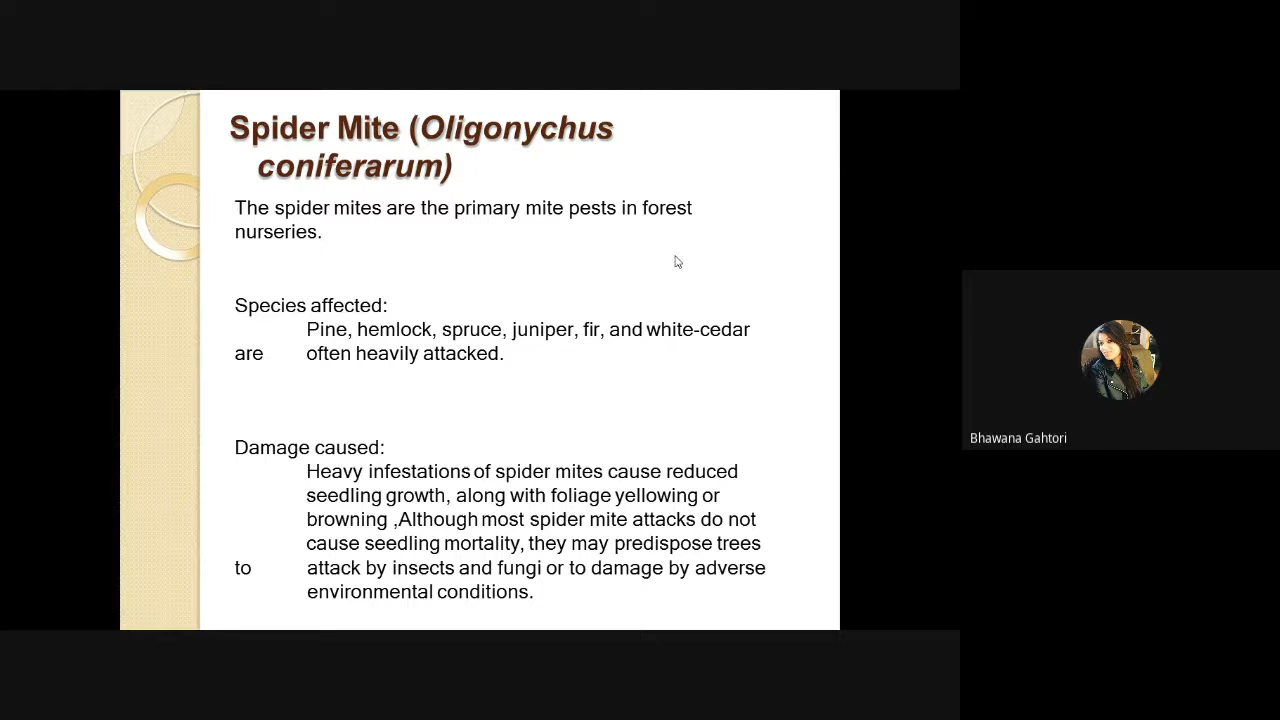 Spider Mite (Oligonychus
coniferarum)
The spider mites are the primary mite pests in forest
nurseries.
Species affected:
Pine, hemlock, spruce, juniper, fir, and white-cedar
are often heavily attacked.
Damage caused:
Heavy infestations of spider mites cause reduced
seedling growth, along with foliage yellowing or
browning ,Although most spider mite attacks do not
cause seedling mortality, they may predispose trees
to attack by insects and fungi or to damage by adverse
environmental conditions.
Bhawana Gahtori